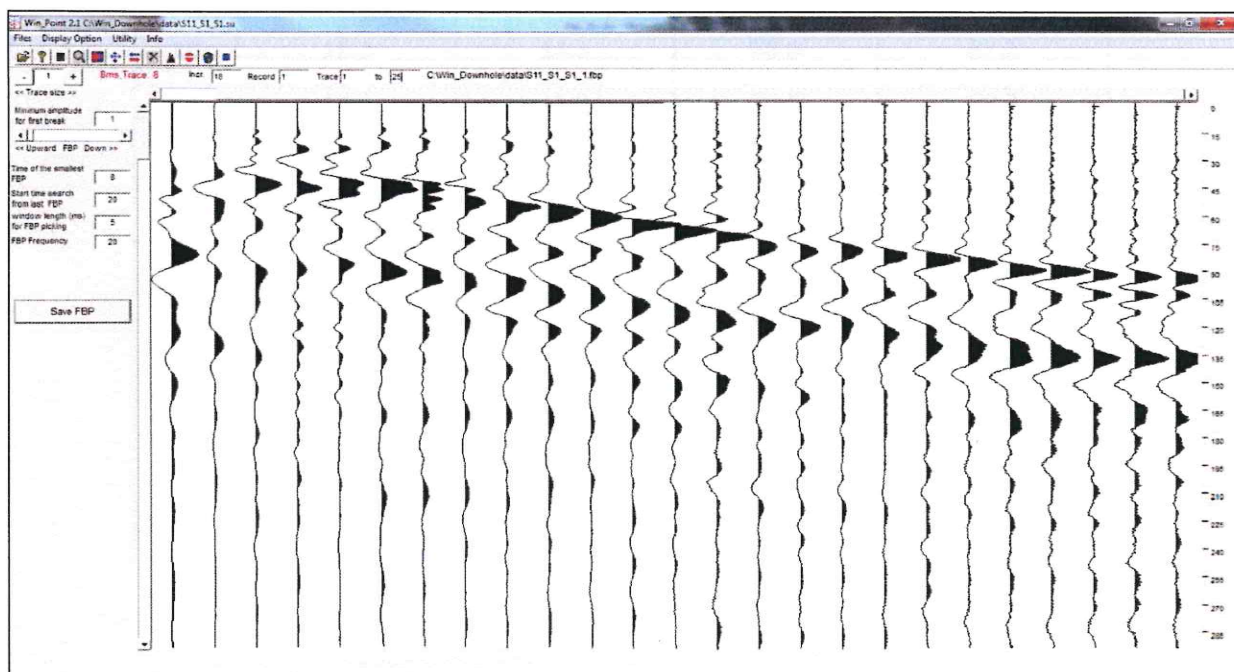 Win_Point 2.1 C:\Win_Downhole\data\S11_S1_S1.su
Files Display Option Utility Info
- 1 + 8ms Trace 8 Incr. 18 Record 1 Trace 1 to 25 C:\Win_Downhole\data\S11_S1_S1_1.fbp
<< Trace size >>
Minimum amplitude
for first break 1
<< Upward FBP Down >>
Time of the smallest
FBP 8
Start time search
from last FBP 20
window length (ms)
for FBP picking 5
FBP Frequency 20
Save FBP
0
15
30
45
60
75
90
105
120
135
150
165
180
195
210
225
240
255
270
285